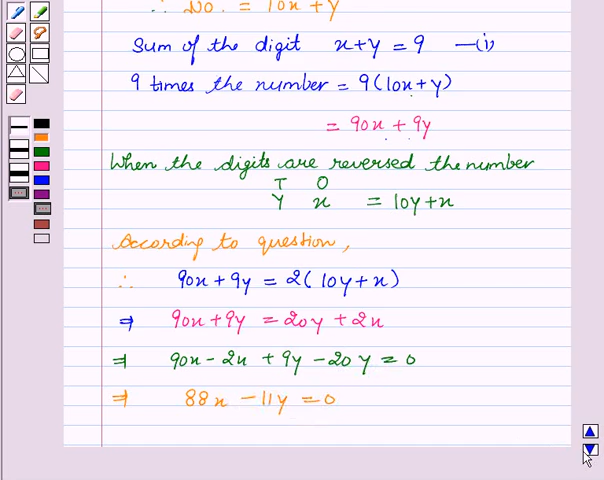 ∴ No. = 10x + y
Sum of the digit x+y = 9 —(i)
9 times the number = 9(10x+y)
= 90x + 9y
When the digits are reversed the number
T O
Y x = 10y+x
According to question,
∴ 90x+9y = 2(10y+x)
⇒ 90x+9y = 20y + 2x
⇒ 90x - 2x + 9y - 20y = 0
⇒ 88x - 11y = 0